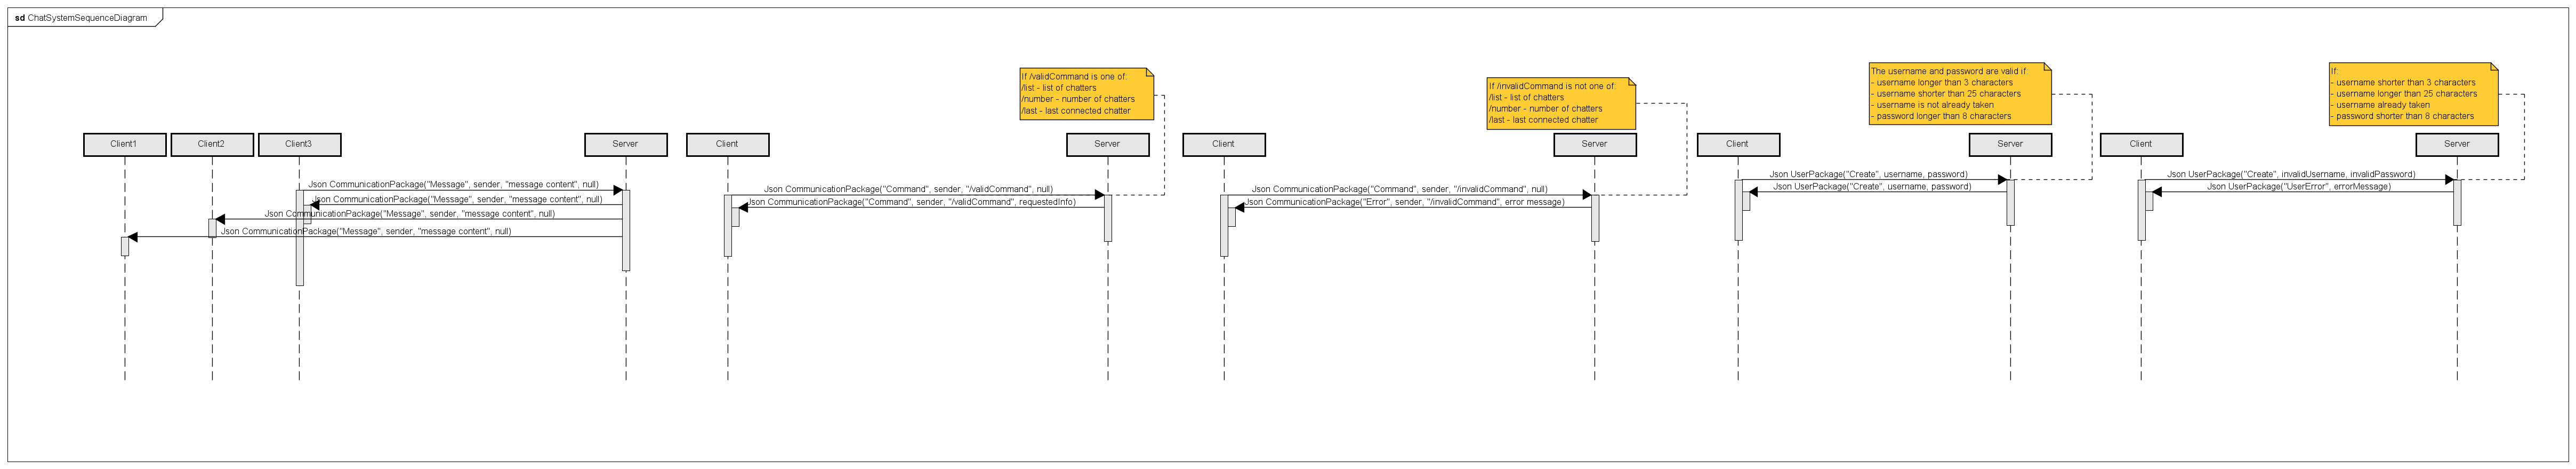 sd ChatSystemSequenceDiagram
If /validCommand is one of:
/list - list of chatters
/number - number of chatters
/last - last connected chatter
If /invalidCommand is not one of:
/list - list of chatters
/number - number of chatters
/last - last connected chatter
The username and password are valid if:
- username longer than 3 characters
- username shorter than 25 characters
- username is not already taken
- password longer than 8 characters
If:
- username shorter than 3 characters
- username longer than 25 characters
- username already taken
- password shorter than 8 characters
Client1
Client2
Client3
Server
Client
Server
Client
Server
Client
Server
Client
Server
Json CommunicationPackage("Message", sender, "message content", null)
Json CommunicationPackage("Message", sender, "message content", null)
Json CommunicationPackage("Message", sender, "message content", null)
Json CommunicationPackage("Message", sender, "message content", null)
Json CommunicationPackage("Command", sender, "/validCommand", null)
Json CommunicationPackage("Command", sender, "/validCommand", requestedInfo)
Json CommunicationPackage("Command", sender, "/invalidCommand", null)
Json CommunicationPackage("Error", sender, "/invalidCommand", error message)
Json UserPackage("Create", username, password)
Json UserPackage("Create", username, password)
Json UserPackage("Create", invalidUsername, invalidPassword)
Json UserPackage("UserError", errorMessage)